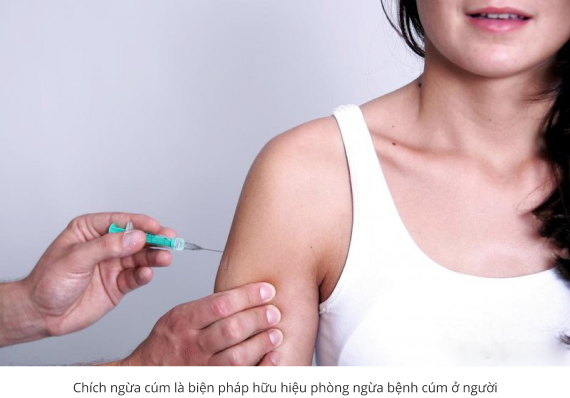 Chích ngừa cúm là biện pháp hữu hiệu phòng ngừa bệnh cúm ở người